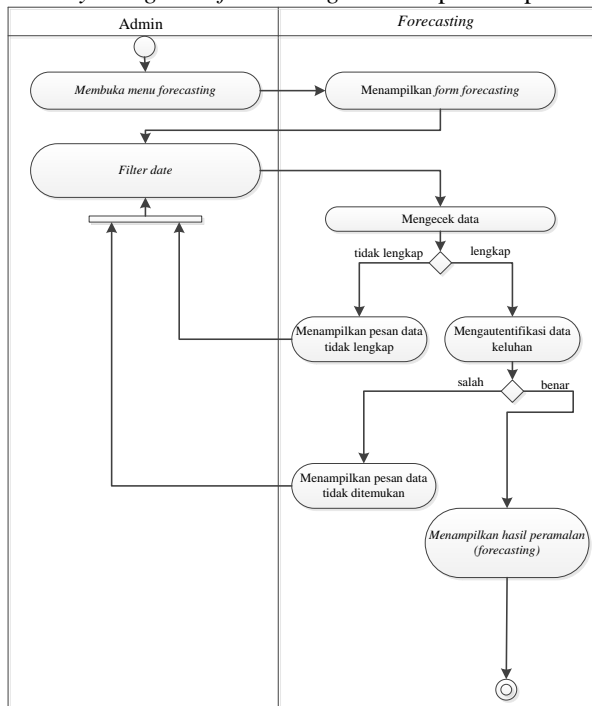 Admin
Forecasting
Membuka menu forecasting
Menampilkan form forecasting
Filter date
Mengecek data
tidak lengkap
lengkap
Menampilkan pesan data
tidak lengkap
Mengautentifikasi data
keluhan
salah
benar
Menampilkan pesan data
tidak ditemukan
Menampilkan hasil peramalan
(forecasting)